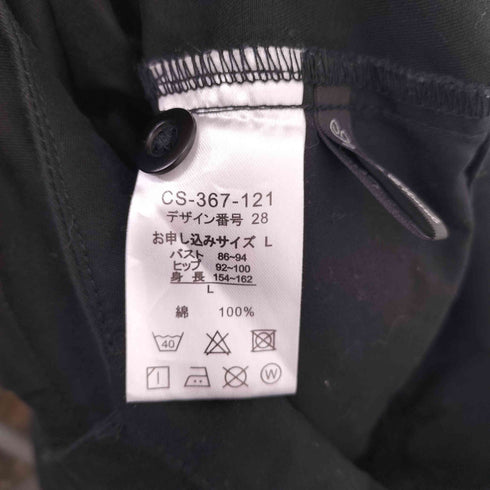 CS-367-121
デザイン番号 28
お申し込みサイズ L
バスト 86~94
ヒップ 92~100
身長 154~162
L
綿 100%
40
W